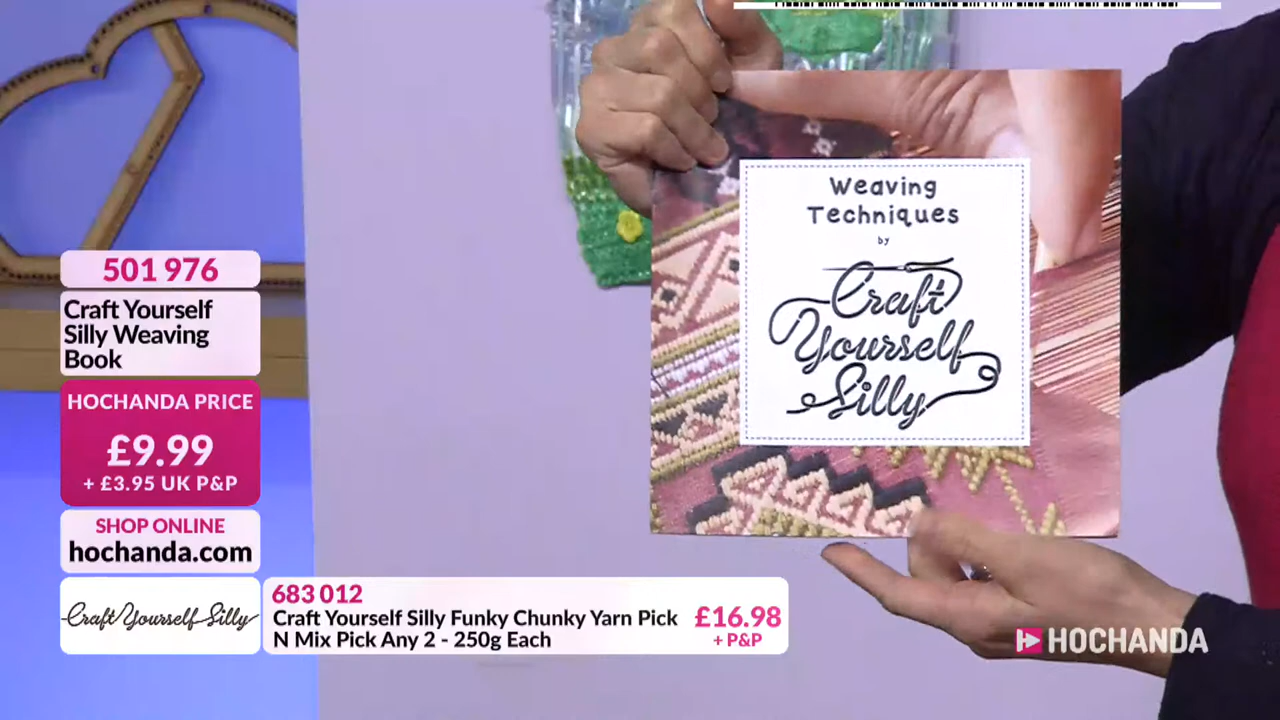 Weaving
Techniques
by
Craft
Yourself
Silly
501 976
Craft Yourself
Silly Weaving
Book
HOCHANDA PRICE
£9.99
+ £3.95 UK P&P
SHOP ONLINE
hochanda.com
Craft Yourself Silly
683 012
Craft Yourself Silly Funky Chunky Yarn Pick
N Mix Pick Any 2 - 250g Each
£16.98
+ P&P
HOCHANDA